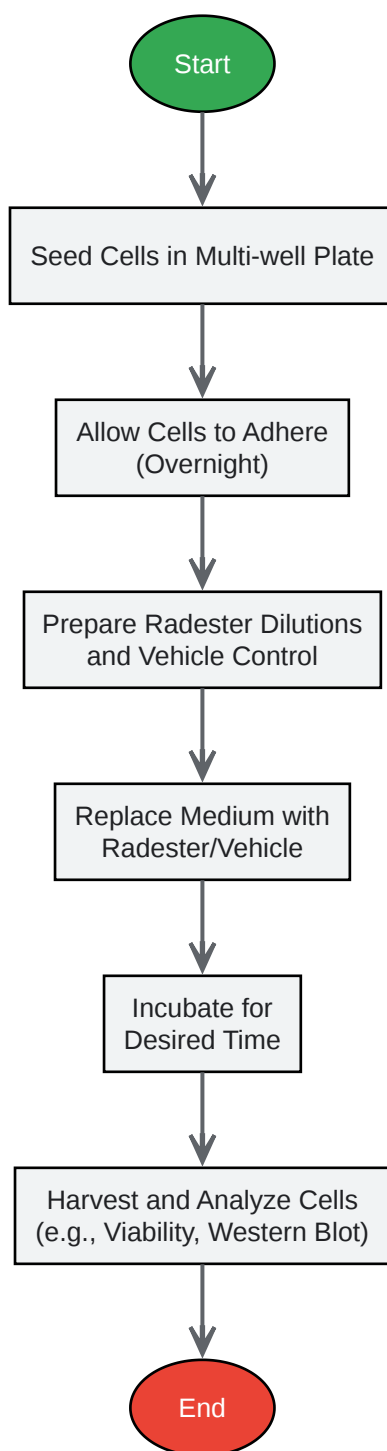 Start
Seed Cells in Multi-well Plate
Allow Cells to Adhere
(Overnight)
Prepare Radester Dilutions
and Vehicle Control
Replace Medium with
Radester/Vehicle
Incubate for
Desired Time
Harvest and Analyze Cells
(e.g., Viability, Western Blot)
End